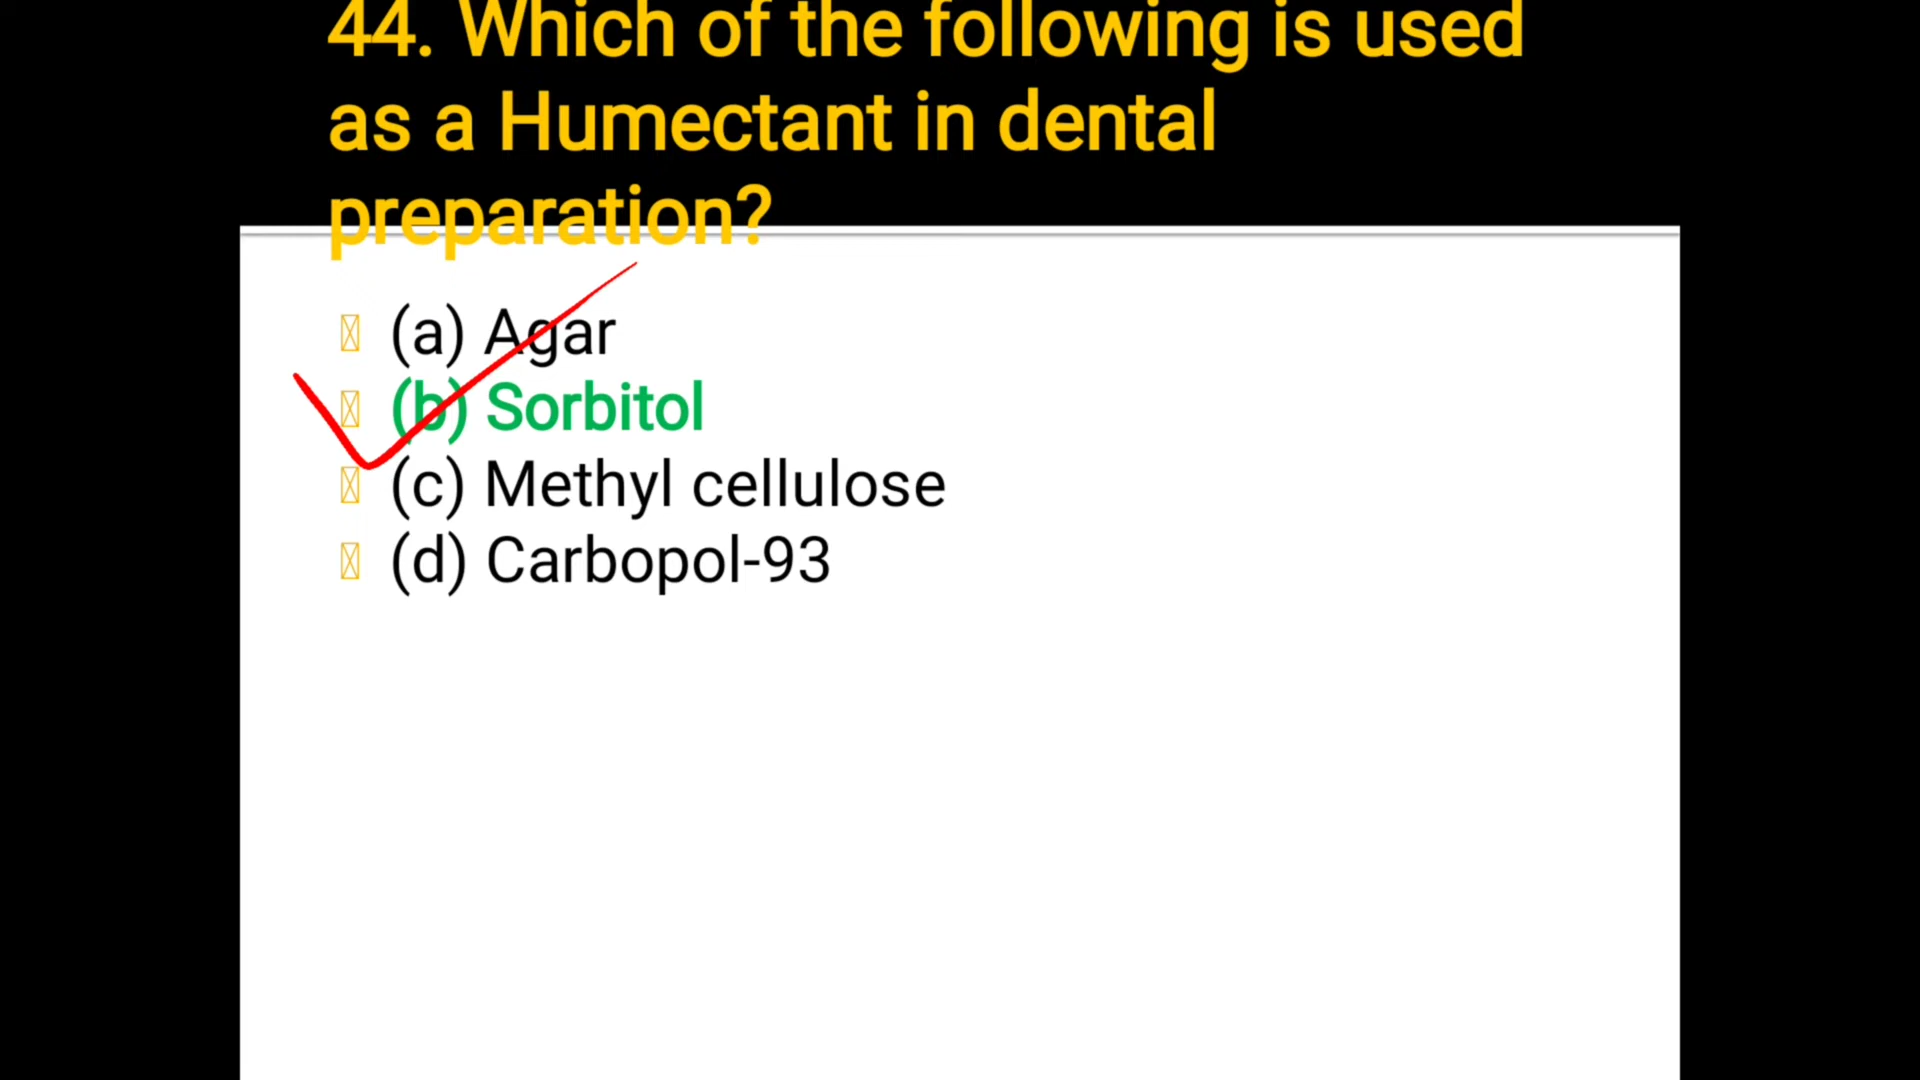 44. Which of the following is used
as a Humectant in dental
preparation?
(a) Agar
(b) Sorbitol
(c) Methyl cellulose
(d) Carbopol-93